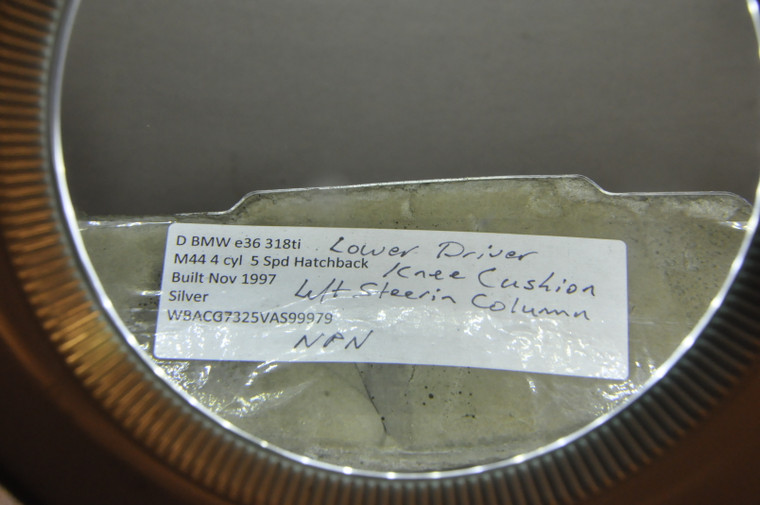 D BMW e36 318ti
M44 4 cyl 5 Spd Hatchback
Built Nov 1997
Silver
WBACG7325VAS99979
Lower Driver
Knee Cushion
Left Steerin Column
NPN